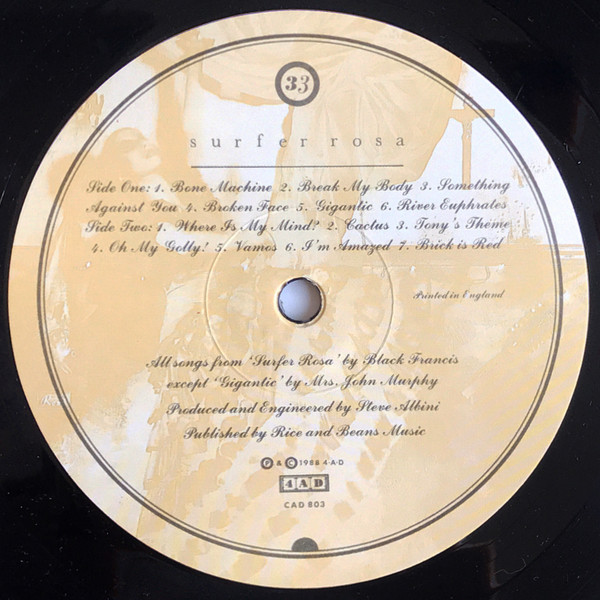 33
surfer rosa
Side One: 1. Bone Machine 2. Break My Body 3. Something
Against You 4. Broken Face 5. Gigantic 6. River Euphrates
Side Two: 1. Where Is My Mind? 2. Cactus 3. Tony's Theme
4. Oh My Golly! 5. Vamos 6. I'm Amazed 7. Brick is Red
Printed in England
All songs from 'Surfer Rosa' by Black Francis
except 'Gigantic' by Mrs. John Murphy
Produced and Engineered by Steve Albini
Published by Rice and Beans Music
℗ & © 1988 4·A·D
4AD
CAD 803